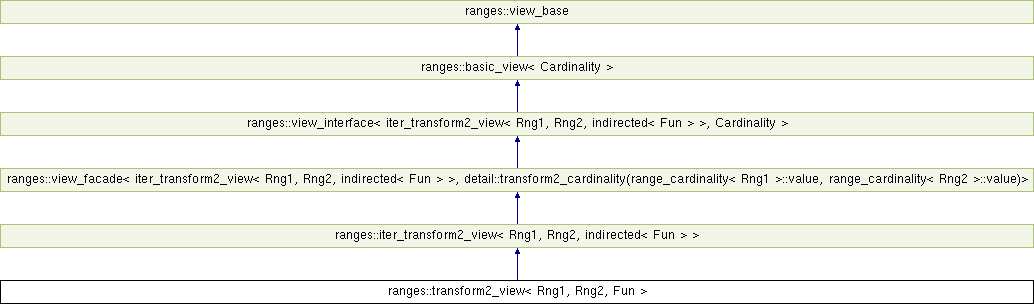 ranges::view_base
ranges::basic_view< Cardinality >
ranges::view_interface< iter_transform2_view< Rng1, Rng2, indirected< Fun > >, Cardinality >
ranges::view_facade< iter_transform2_view< Rng1, Rng2, indirected< Fun > >, detail::transform2_cardinality(range_cardinality< Rng1 >::value, range_cardinality< Rng2 >::value)>
ranges::iter_transform2_view< Rng1, Rng2, indirected< Fun > >
ranges::transform2_view< Rng1, Rng2, Fun >